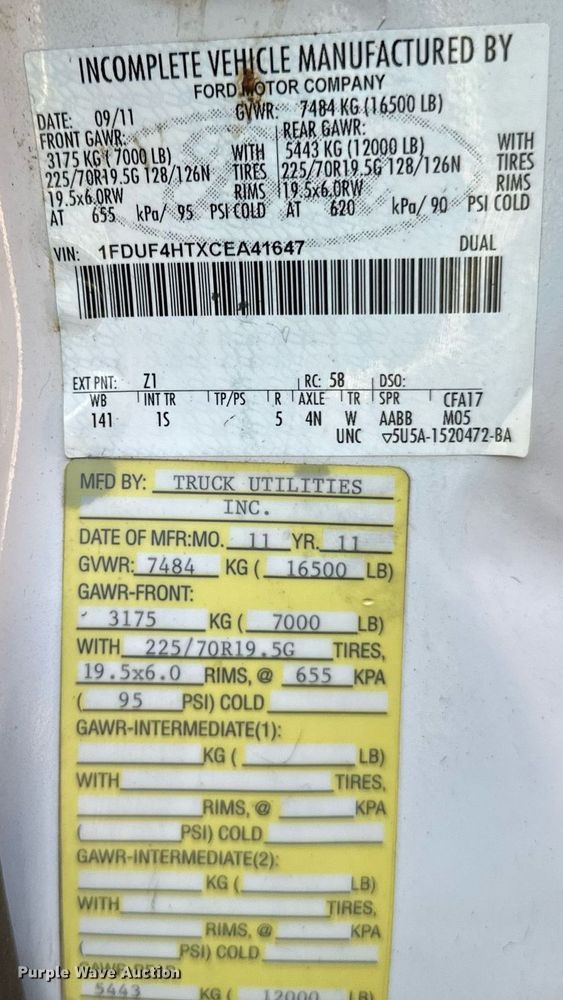 INCOMPLETE VEHICLE MANUFACTURED BY
FORD MOTOR COMPANY
DATE: 09/11 GVWR: 7484 KG (16500 LB)
FRONT GAWR: REAR GAWR:
3175 KG (7000 LB) WITH 5443 KG (12000 LB) WITH
225/70R19.5G 128/126N TIRES 225/70R19.5G 128/126N TIRES
19.5x6.0RW RIMS 19.5x6.0RW RIMS
AT 655 kPa/ 95 PSI COLD AT 620 kPa/ 90 PSI COLD
VIN: 1FDUF4HTXCEA41647 DUAL
EXT PNT: Z1 RC: 58 DSO:
WB INT TR TP/PS R AXLE TR SPR CFA17
141 1S 5 4N W AABB M05
UNC ▽5U5A-1520472-BA
MFD BY: TRUCK UTILITIES
INC.
DATE OF MFR:MO. 11 YR. 11
GVWR: 7484 KG ( 16500 LB)
GAWR-FRONT:
3175 KG ( 7000 LB)
WITH 225/70R19.5G TIRES,
19.5x6.0 RIMS, @ 655 KPA
( 95 PSI) COLD
GAWR-INTERMEDIATE(1):
KG ( LB)
WITH TIRES,
RIMS, @ KPA
( PSI) COLD
GAWR-INTERMEDIATE(2):
KG ( LB)
WITH TIRES,
RIMS, @ KPA
( PSI) COLD
Purple Wave Auction
5443 KG ( 12000 LB)